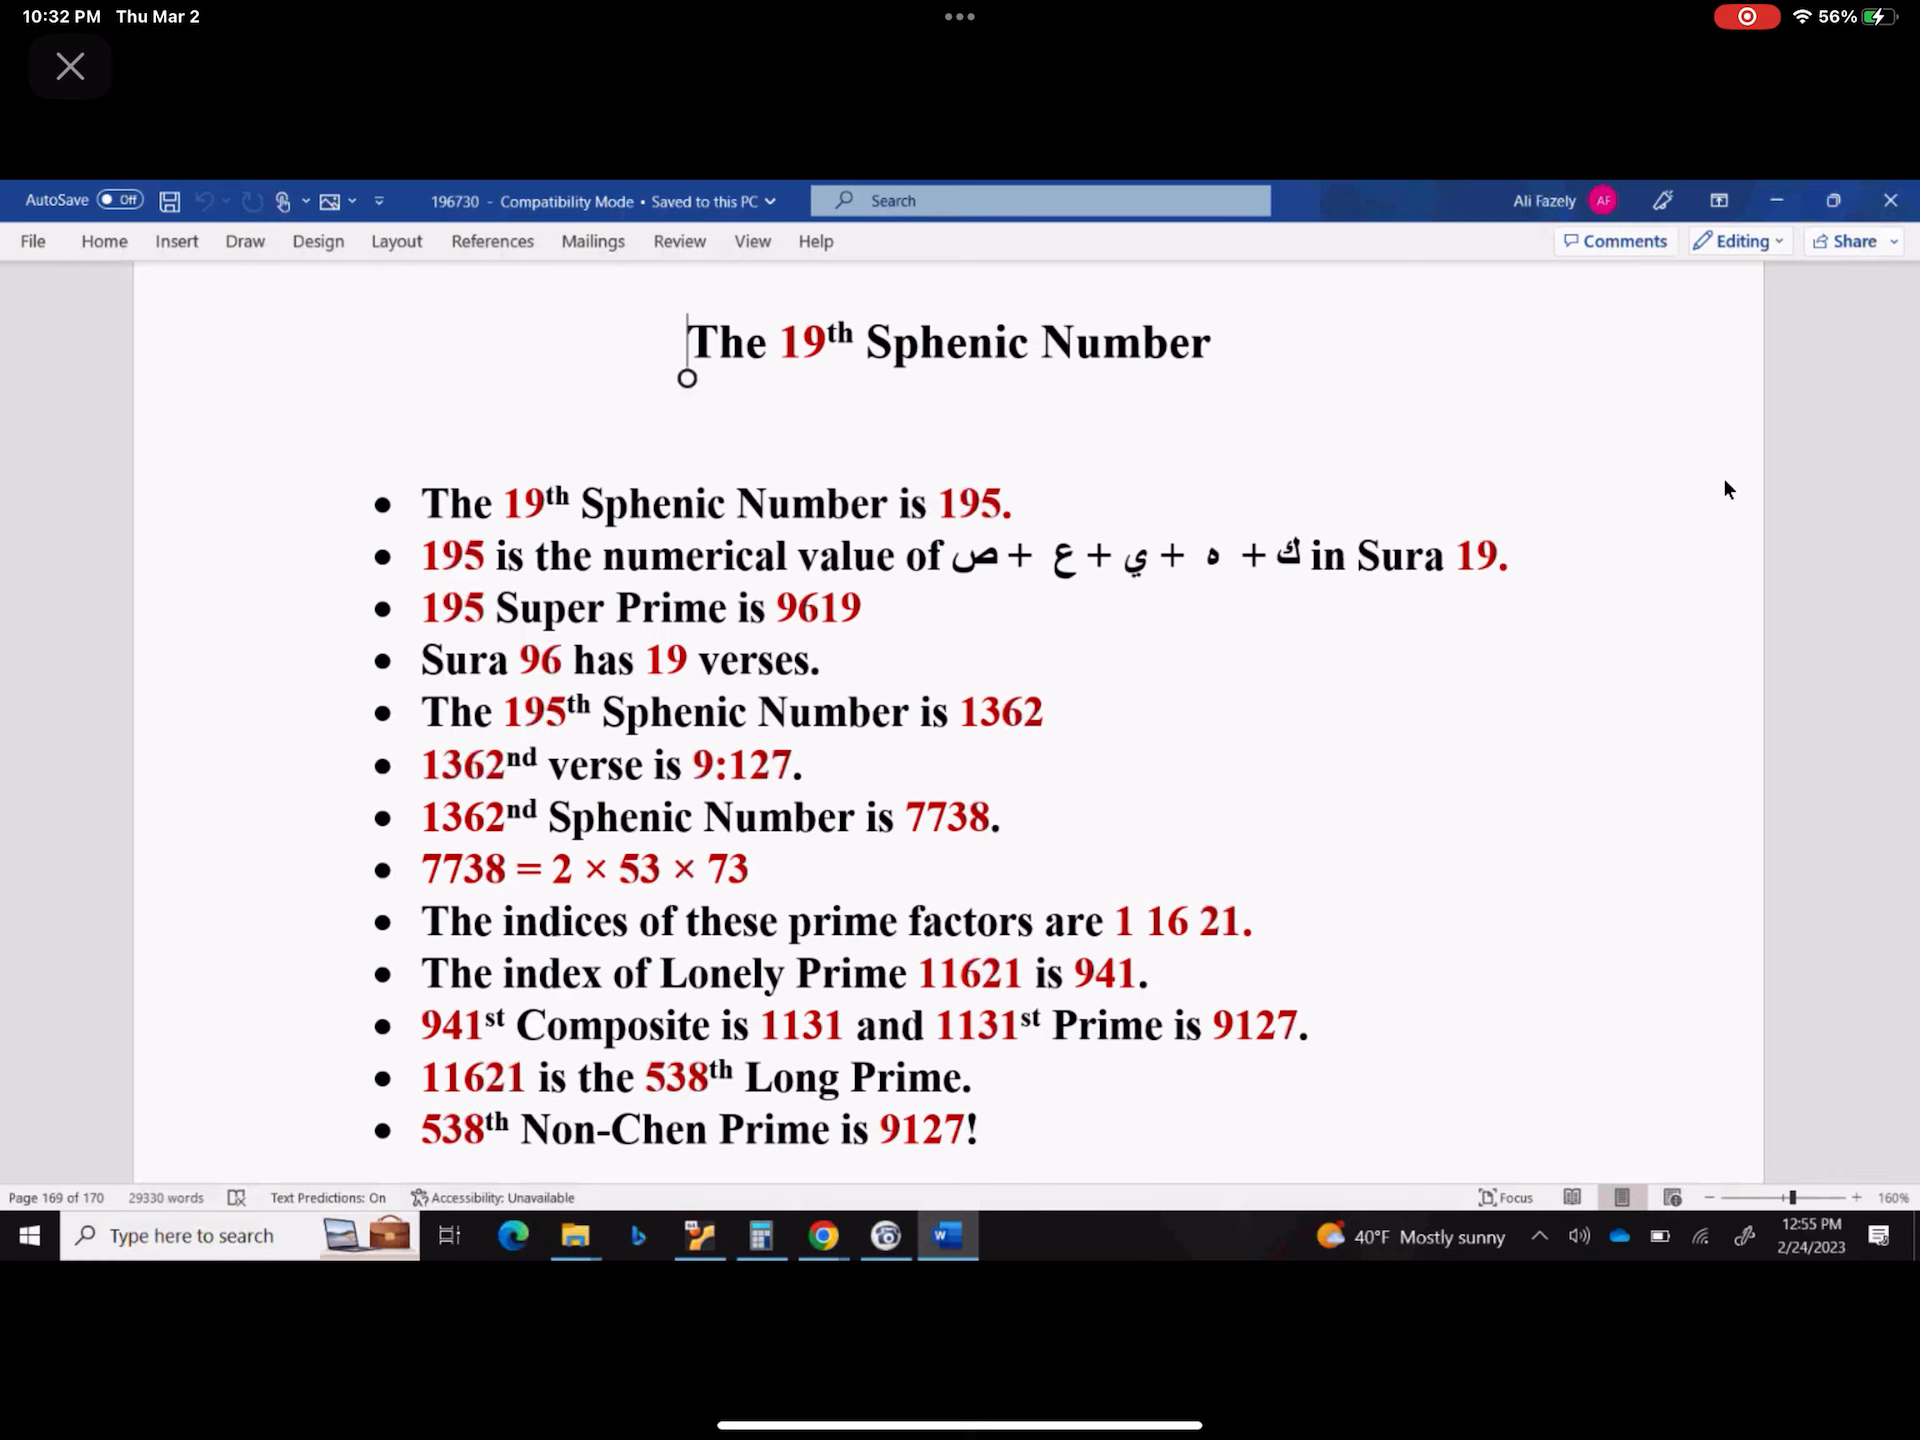 10:32 PM Thu Mar 2
56%
AutoSave Off 196730 - Compatibility Mode • Saved to this PC Search Ali Fazely AF
File Home Insert Draw Design Layout References Mailings Review View Help Comments Editing Share
The 19th Sphenic Number
• The 19th Sphenic Number is 195.
• 195 is the numerical value of ك + ه + ي + ع + ص in Sura 19.
• 195 Super Prime is 9619
• Sura 96 has 19 verses.
• The 195th Sphenic Number is 1362
• 1362nd verse is 9:127.
• 1362nd Sphenic Number is 7738.
• 7738 = 2 × 53 × 73
• The indices of these prime factors are 1 16 21.
• The index of Lonely Prime 11621 is 941.
• 941st Composite is 1131 and 1131st Prime is 9127.
• 11621 is the 538th Long Prime.
• 538th Non-Chen Prime is 9127!
Page 169 of 170 29330 words Text Predictions: On Accessibility: Unavailable Focus 160%
Type here to search 40°F Mostly sunny 12:55 PM
2/24/2023